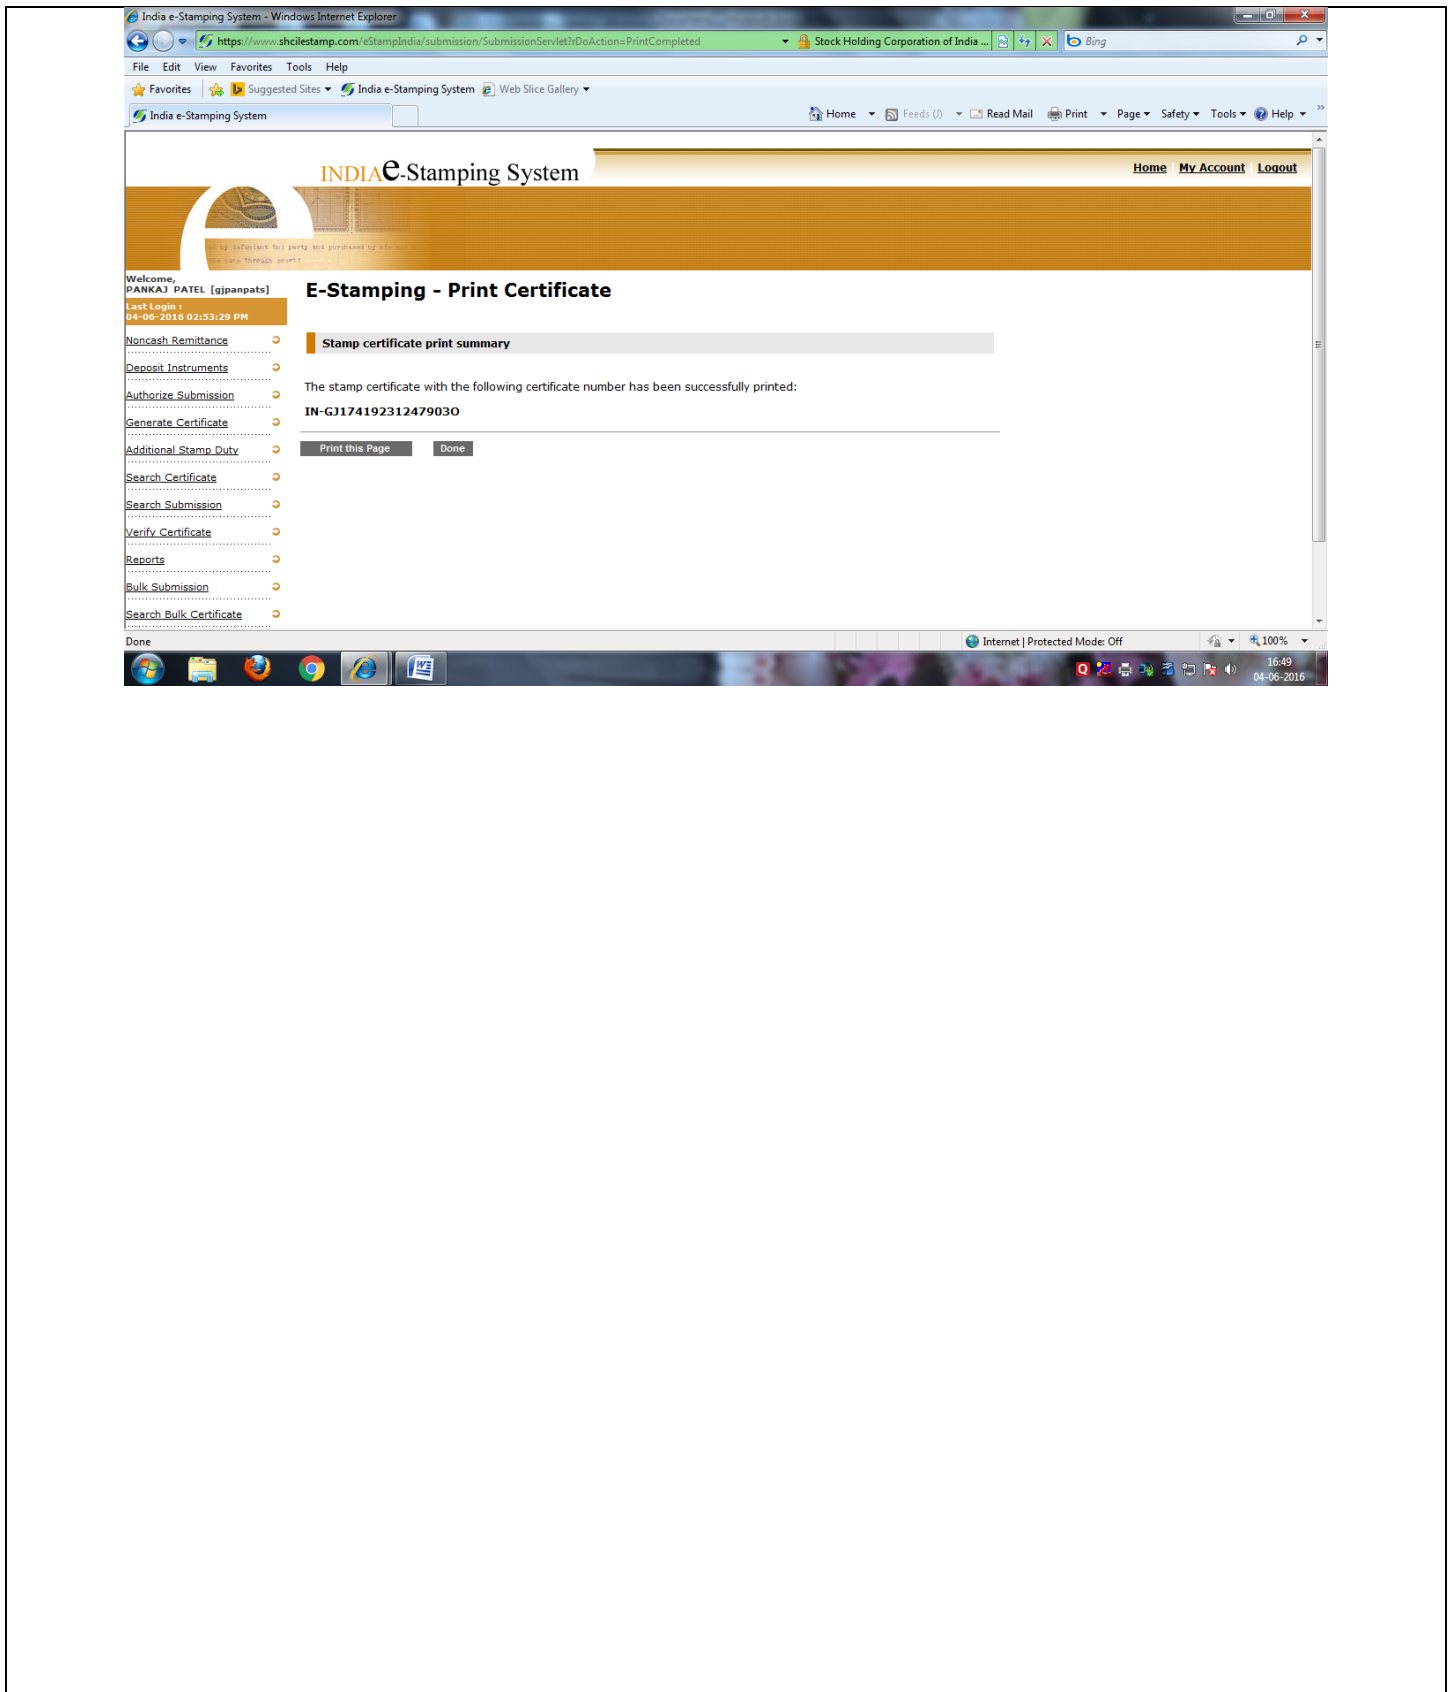 India e-Stamping System - Windows Internet Explorer
https://www.shcilestamp.com/eStampIndia/submission/SubmissionServlet?rDoAction=PrintCompleted
Stock Holding Corporation of India ...
Bing
File Edit View Favorites Tools Help
Favorites Suggested Sites India e-Stamping System Web Slice Gallery
India e-Stamping System
Home Feeds (J) Read Mail Print Page Safety Tools Help
INDIA e-Stamping System
Home My Account Logout
Welcome,
PANKAJ PATEL [gjpanpats]
Last Login :
04-06-2016 02:53:29 PM
Noncash Remittance
Deposit Instruments
Authorize Submission
Generate Certificate
Additional Stamp Duty
Search Certificate
Search Submission
Verify Certificate
Reports
Bulk Submission
Search Bulk Certificate
E-Stamping - Print Certificate
Stamp certificate print summary
The stamp certificate with the following certificate number has been successfully printed:
IN-GJ17419231247903O
Print this Page Done
Done
Internet | Protected Mode: Off
100%
16:49
04-06-2016